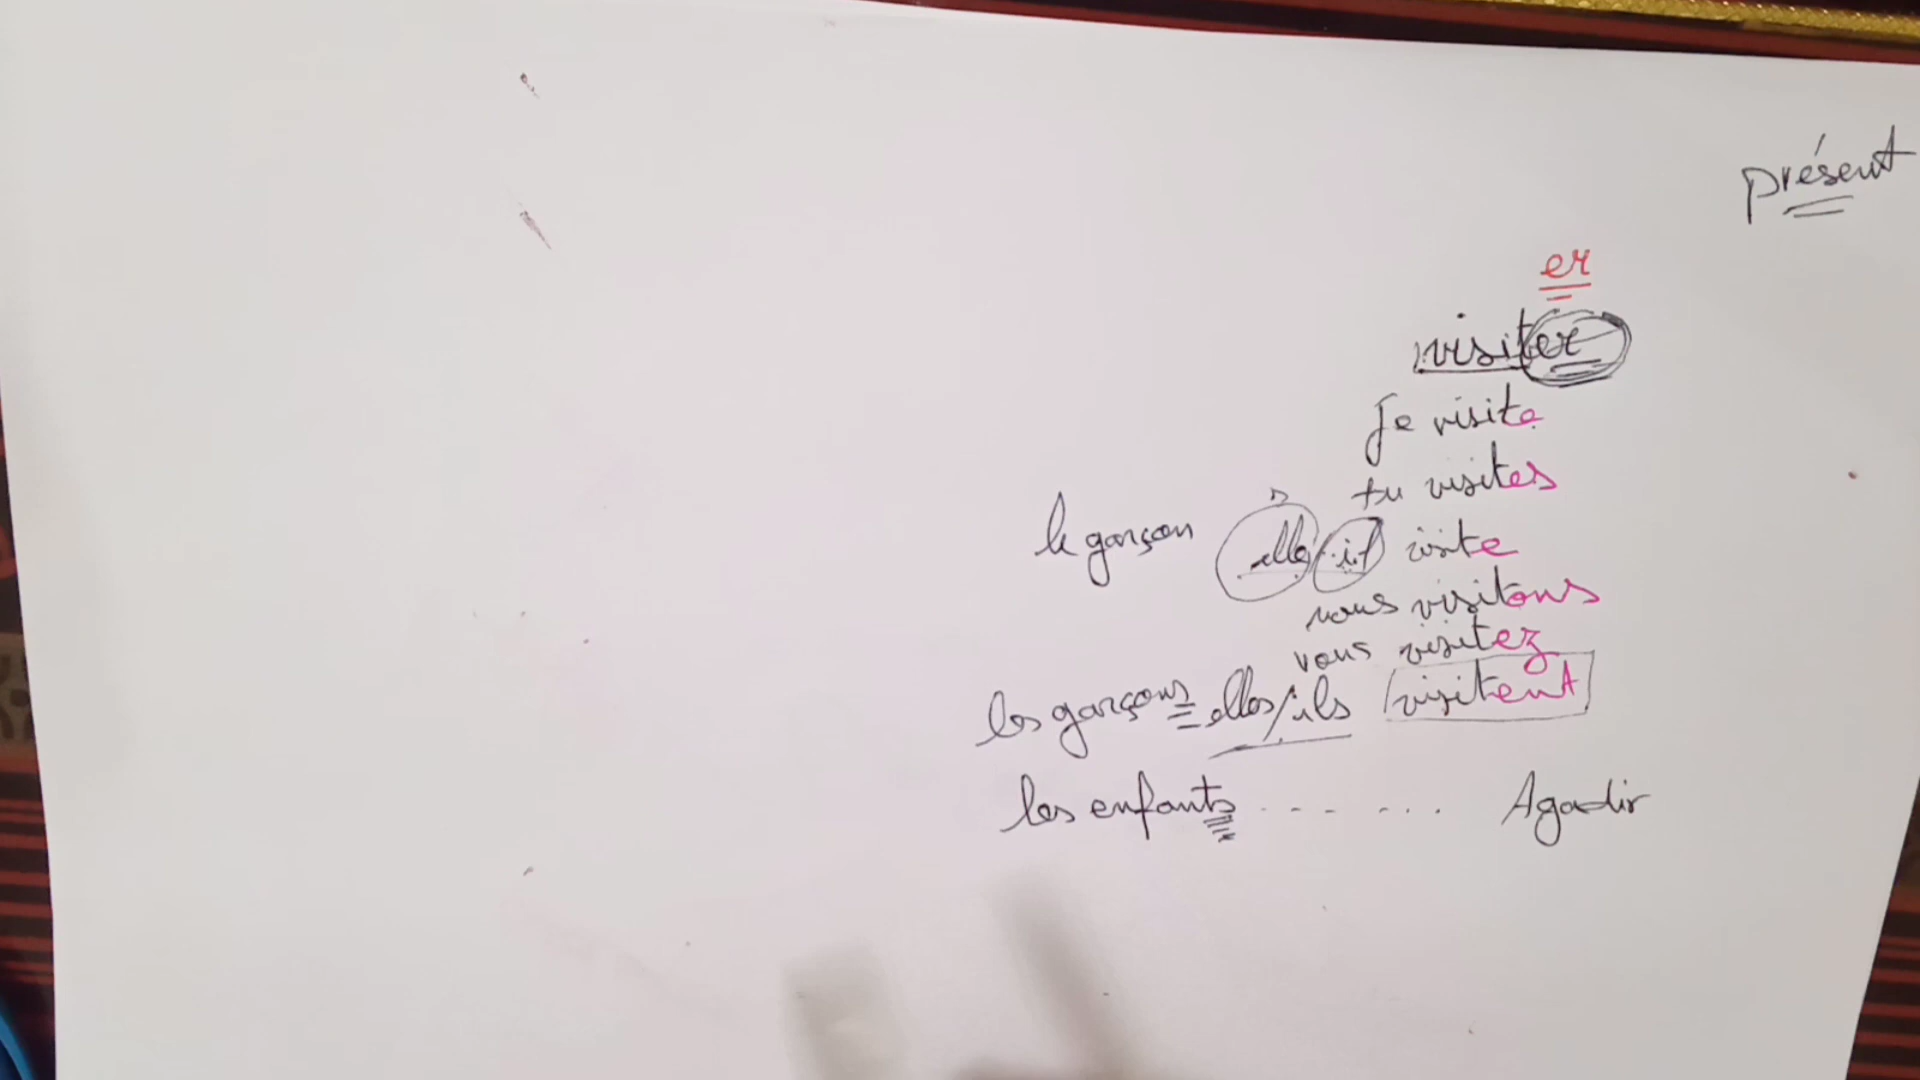 présent
er
visiter
Je visite
tu visites
le garçon elle il visite
nous visitons
vous visitez
les garçons elles/ils visitent
les enfants ....... Agadir